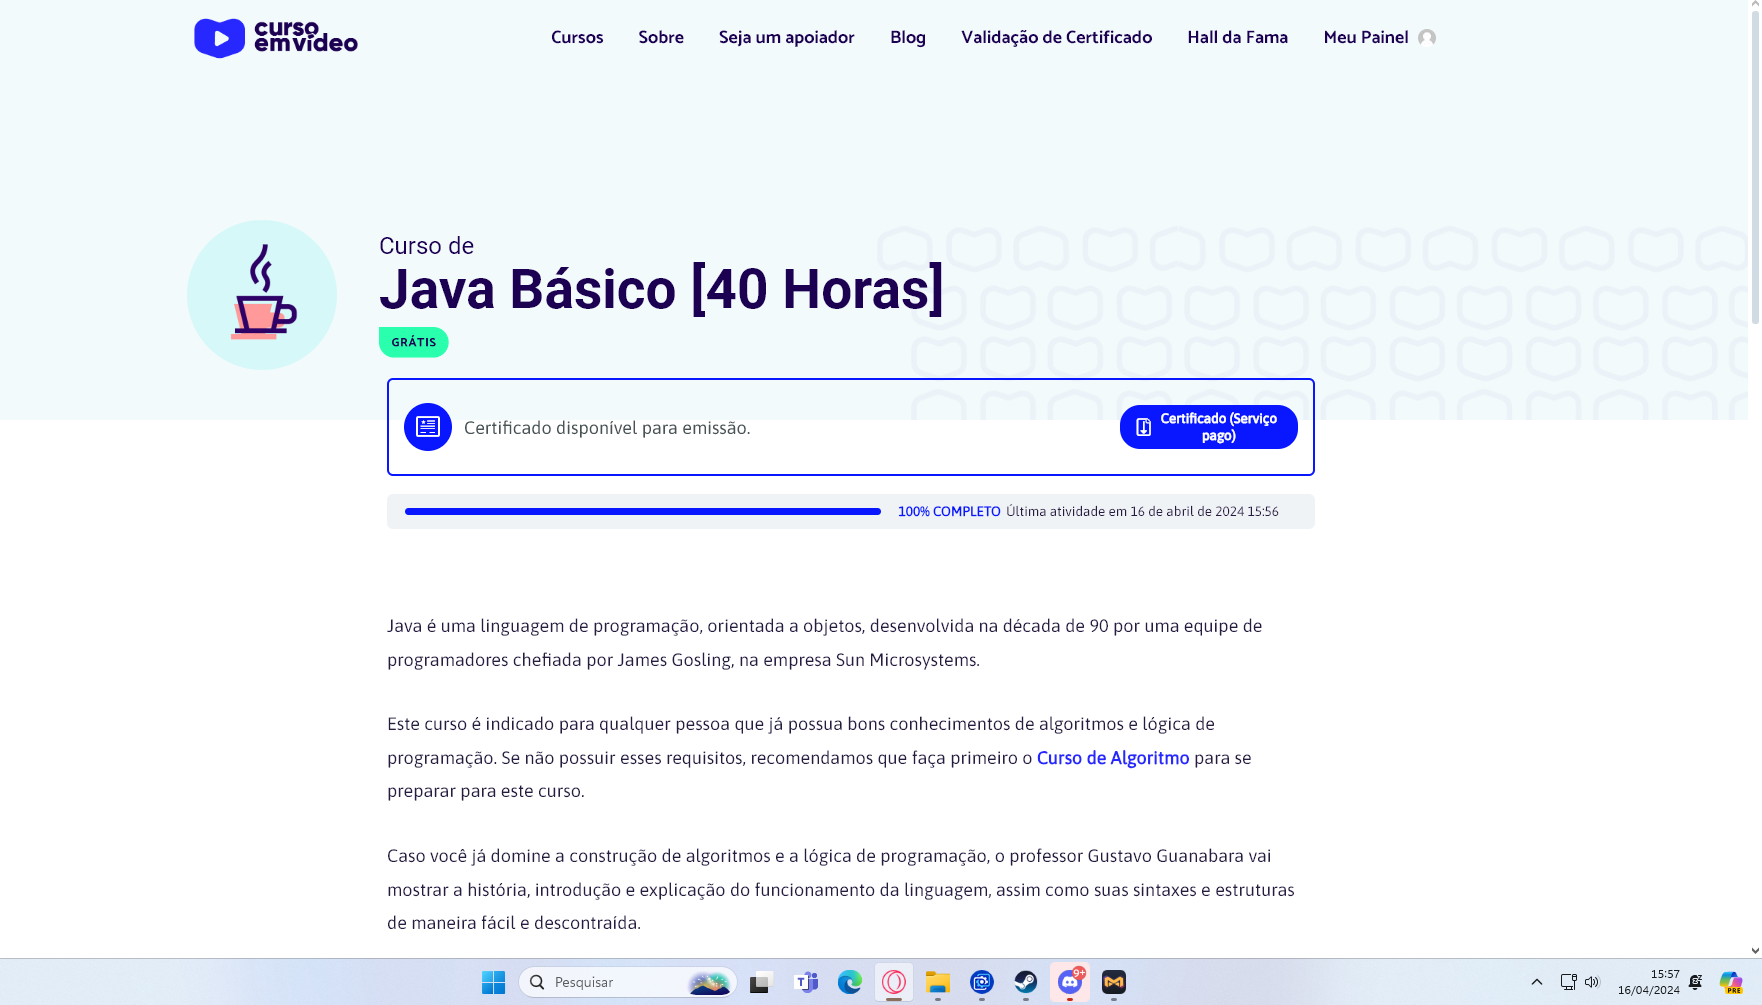 curso
emvídeo
Cursos
Sobre
Seja um apoiador
Blog
Validação de Certificado
Hall da Fama
Meu Painel
Curso de
Java Básico [40 Horas]
GRÁTIS
Certificado disponível para emissão.
Certificado (Serviço
pago)
100% COMPLETO Última atividade em 16 de abril de 2024 15:56
Java é uma linguagem de programação, orientada a objetos, desenvolvida na década de 90 por uma equipe de
programadores chefiada por James Gosling, na empresa Sun Microsystems.
Este curso é indicado para qualquer pessoa que já possua bons conhecimentos de algoritmos e lógica de
programação. Se não possuir esses requisitos, recomendamos que faça primeiro o Curso de Algoritmo para se
preparar para este curso.
Caso você já domine a construção de algoritmos e a lógica de programação, o professor Gustavo Guanabara vai
mostrar a história, introdução e explicação do funcionamento da linguagem, assim como suas sintaxes e estruturas
de maneira fácil e descontraída.
Pesquisar
T
9+
15:57
16/04/2024
PRE